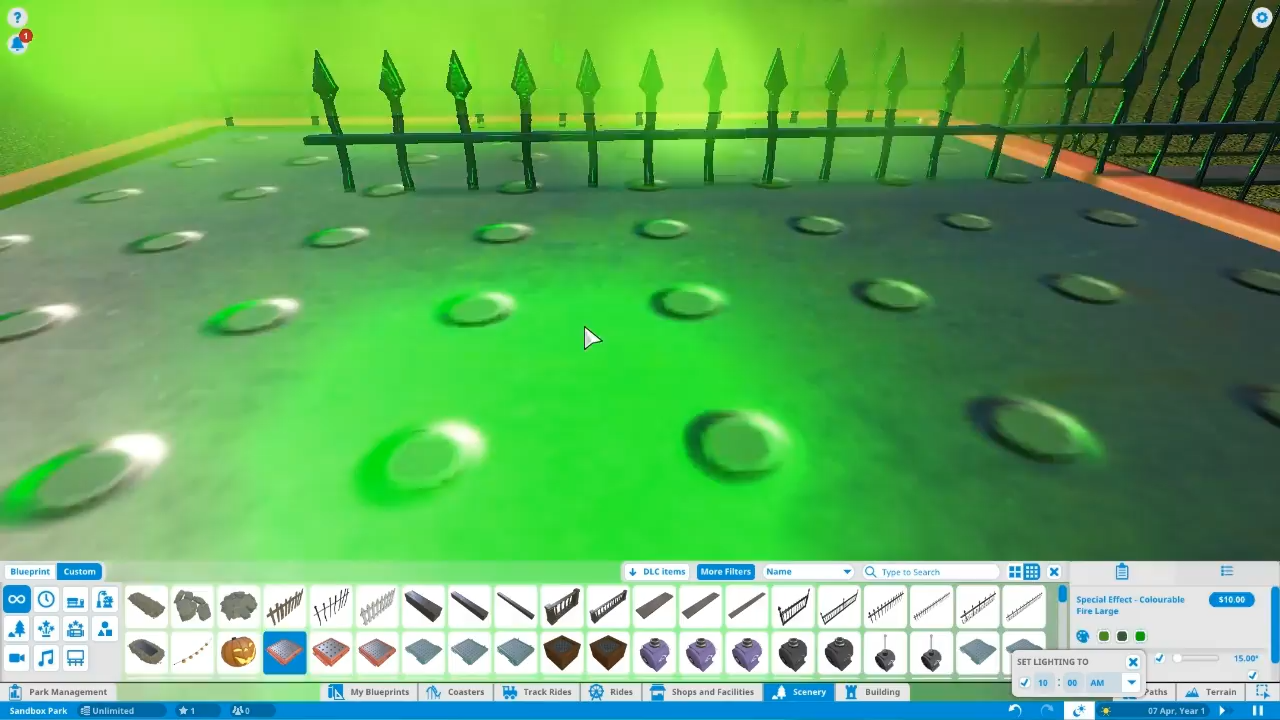 ?
1
Blueprint Custom
DLC items More Filters Name Type to Search
Special Effect - Colourable
Fire Large
$10.00
15.00°
SET LIGHTING TO
10 : 00 AM
Park Management My Blueprints Coasters Track Rides Rides Shops and Facilities Scenery Building Paths Terrain
Sandbox Park Unlimited 1 0 07 Apr, Year 1